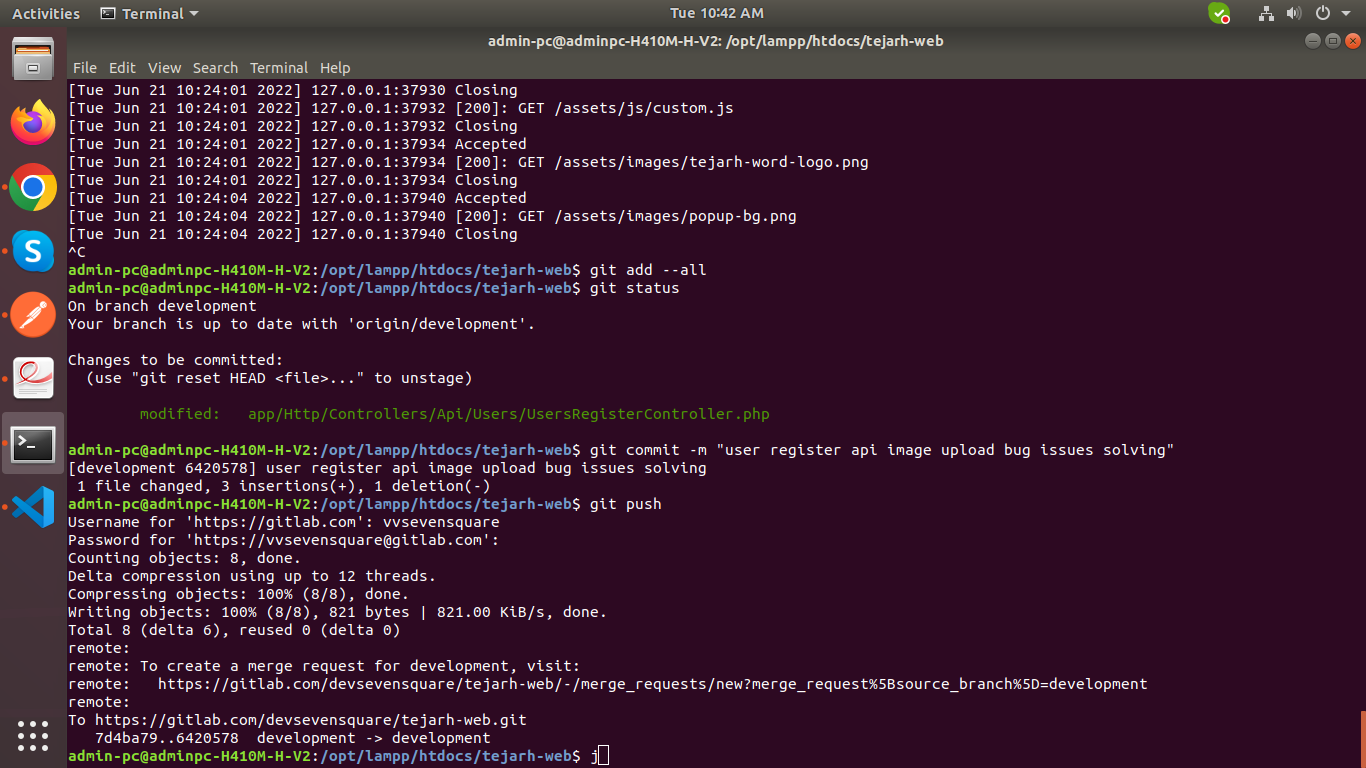 Activities Terminal Tue 10:42 AM
admin-pc@adminpc-H410M-H-V2: /opt/lampp/htdocs/tejarh-web
File Edit View Search Terminal Help
[Tue Jun 21 10:24:01 2022] 127.0.0.1:37930 Closing
[Tue Jun 21 10:24:01 2022] 127.0.0.1:37932 [200]: GET /assets/js/custom.js
[Tue Jun 21 10:24:01 2022] 127.0.0.1:37932 Closing
[Tue Jun 21 10:24:01 2022] 127.0.0.1:37934 Accepted
[Tue Jun 21 10:24:01 2022] 127.0.0.1:37934 [200]: GET /assets/images/tejarh-word-logo.png
[Tue Jun 21 10:24:01 2022] 127.0.0.1:37934 Closing
[Tue Jun 21 10:24:04 2022] 127.0.0.1:37940 Accepted
[Tue Jun 21 10:24:04 2022] 127.0.0.1:37940 [200]: GET /assets/images/popup-bg.png
[Tue Jun 21 10:24:04 2022] 127.0.0.1:37940 Closing
^C
admin-pc@adminpc-H410M-H-V2:/opt/lampp/htdocs/tejarh-web$ git add --all
admin-pc@adminpc-H410M-H-V2:/opt/lampp/htdocs/tejarh-web$ git status
On branch development
Your branch is up to date with 'origin/development'.
Changes to be committed:
  (use "git reset HEAD <file>..." to unstage)
        modified:   app/Http/Controllers/Api/Users/UsersRegisterController.php
admin-pc@adminpc-H410M-H-V2:/opt/lampp/htdocs/tejarh-web$ git commit -m "user register api image upload bug issues solving"
[development 6420578] user register api image upload bug issues solving
 1 file changed, 3 insertions(+), 1 deletion(-)
admin-pc@adminpc-H410M-H-V2:/opt/lampp/htdocs/tejarh-web$ git push
Username for 'https://gitlab.com': vvsevensquare
Password for 'https://vvsevensquare@gitlab.com':
Counting objects: 8, done.
Delta compression using up to 12 threads.
Compressing objects: 100% (8/8), done.
Writing objects: 100% (8/8), 821 bytes | 821.00 KiB/s, done.
Total 8 (delta 6), reused 0 (delta 0)
remote:
remote: To create a merge request for development, visit:
remote:   https://gitlab.com/devsevensquare/tejarh-web/-/merge_requests/new?merge_request%5Bsource_branch%5D=development
remote:
To https://gitlab.com/devsevensquare/tejarh-web.git
   7d4ba79..6420578  development -> development
admin-pc@adminpc-H410M-H-V2:/opt/lampp/htdocs/tejarh-web$ j